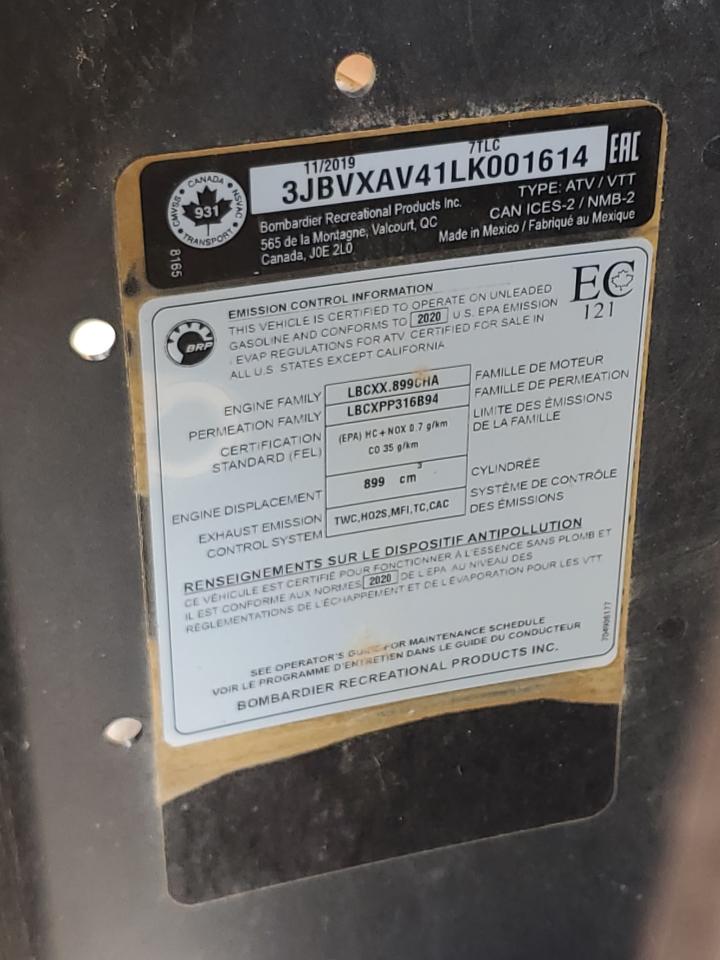 11/2019 7TLC
3JBVXAV41LK001614
EAC
CANADA
CMVSS NSVAC
931
TRANSPORT
8165
Bombardier Recreational Products Inc.
565 de la Montagne, Valcourt, QC
Canada, J0E 2L0
TYPE: ATV / VTT
CAN ICES-2 / NMB-2
Made in Mexico / Fabriqué au Mexique
BRP
EMISSION CONTROL INFORMATION
THIS VEHICLE IS CERTIFIED TO OPERATE ON UNLEADED
GASOLINE AND CONFORMS TO 2020 U.S. EPA EMISSION
, EVAP REGULATIONS FOR ATV CERTIFIED FOR SALE IN
ALL U.S. STATES EXCEPT CALIFORNIA
EC
121
ENGINE FAMILY LBCXX.899CHA FAMILLE DE MOTEUR
PERMEATION FAMILY LBCXPP316B94 FAMILLE DE PERMEATION
CERTIFICATION
STANDARD (FEL)
(EPA) HC+NOX 0.7 g/km
CO 35 g/km
LIMITE DES ÉMISSIONS
DE LA FAMILLE
ENGINE DISPLACEMENT 899 cm³ CYLINDRÉE
EXHAUST EMISSION
CONTROL SYSTEM
TWC,HO2S,MFI,TC,CAC
SYSTÈME DE CONTRÔLE
DES ÉMISSIONS
RENSEIGNEMENTS SUR LE DISPOSITIF ANTIPOLLUTION
CE VÉHICULE EST CERTIFIÉ POUR FONCTIONNER À L'ESSENCE SANS PLOMB ET
IL EST CONFORME AUX NORMES 2020 DE L'EPA AU NIVEAU DES
RÉGLEMENTATIONS DE L'ÉCHAPPEMENT ET DE L'ÉVAPORATION POUR LES VTT
SEE OPERATOR'S GUIDE FOR MAINTENANCE SCHEDULE
VOIR LE PROGRAMME D'ENTRETIEN DANS LE GUIDE DU CONDUCTEUR
BOMBARDIER RECREATIONAL PRODUCTS INC.
704906177